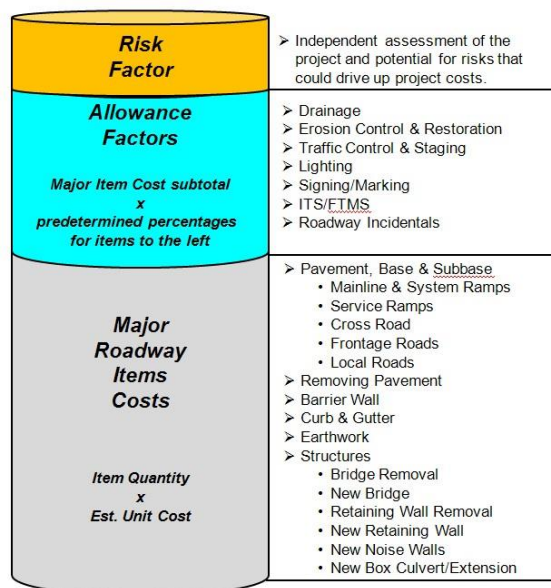 Risk
Factor
➢ Independent assessment of the
project and potential for risks that
could drive up project costs.
Allowance
Factors
Major Item Cost subtotal
x
predetermined percentages
for items to the left
➢ Drainage
➢ Erosion Control & Restoration
➢ Traffic Control & Staging
➢ Lighting
➢ Signing/Marking
➢ ITS/FTMS
➢ Roadway Incidentals
Major
Roadway
Items
Costs
Item Quantity
x
Est. Unit Cost
➢ Pavement, Base & Subbase
• Mainline & System Ramps
• Service Ramps
• Cross Road
• Frontage Roads
• Local Roads
➢ Removing Pavement
➢ Barrier Wall
➢ Curb & Gutter
➢ Earthwork
➢ Structures
• Bridge Removal
• New Bridge
• Retaining Wall Removal
• New Retaining Wall
• New Noise Walls
• New Box Culvert/Extension